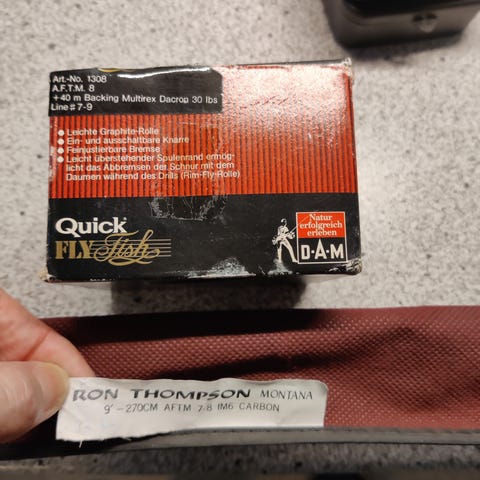 Art.-No. 1308
A.F.T.M. 8
+40 m Backing Multirex Dacron 30 lbs
Line # 7-9
● Leichte Graphite-Rolle
● Ein- und ausschaltbare Knarre
● Feinjustierbare Bremse
● Leicht überstehender Spulenrand ermög-
licht das Abbremsen der Schnur mit dem
Daumen während des Drills (Rim-Fly-Rolle)
Quick
FLY Fish
Natur
erfolgreich
erleben
D·A·M
RON THOMPSON MONTANA
9'-270CM AFTM 7-8 IM6 CARBON